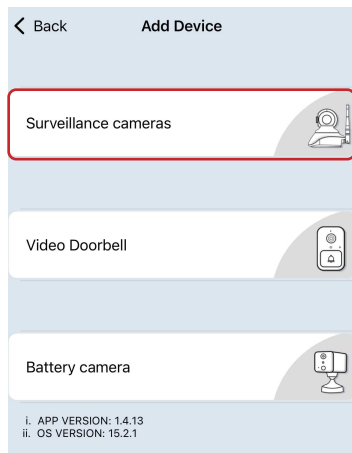 Back Add Device
Surveillance cameras
Video Doorbell
Battery camera
i. APP VERSION: 1.4.13
ii. OS VERSION: 15.2.1